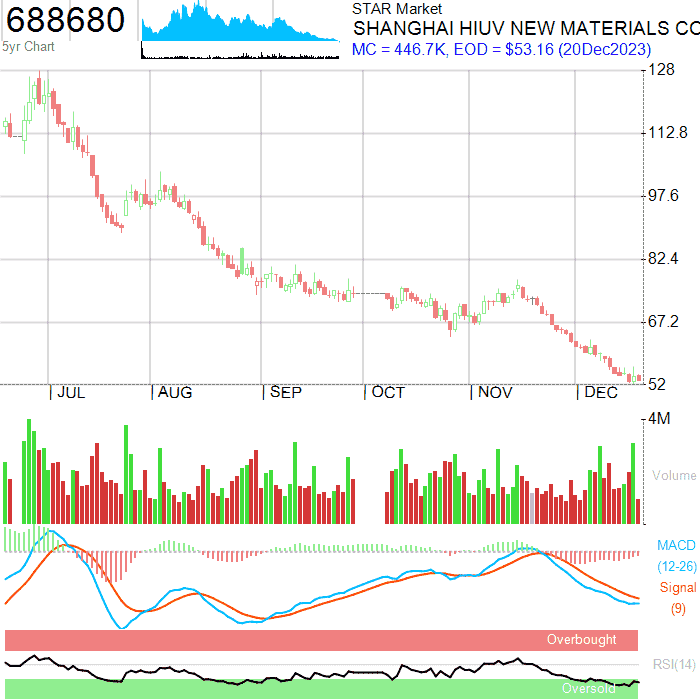 688680
5yr Chart
STAR Market
SHANGHAI HIUV NEW MATERIALS CO
MC = 446.7K, EOD = $53.16 (20Dec2023)
128
112.8
97.6
82.4
67.2
52
JUL AUG SEP OCT NOV DEC
4M
Volume
MACD
(12-26)
Signal
(9)
Overbought
RSI(14)
Oversold